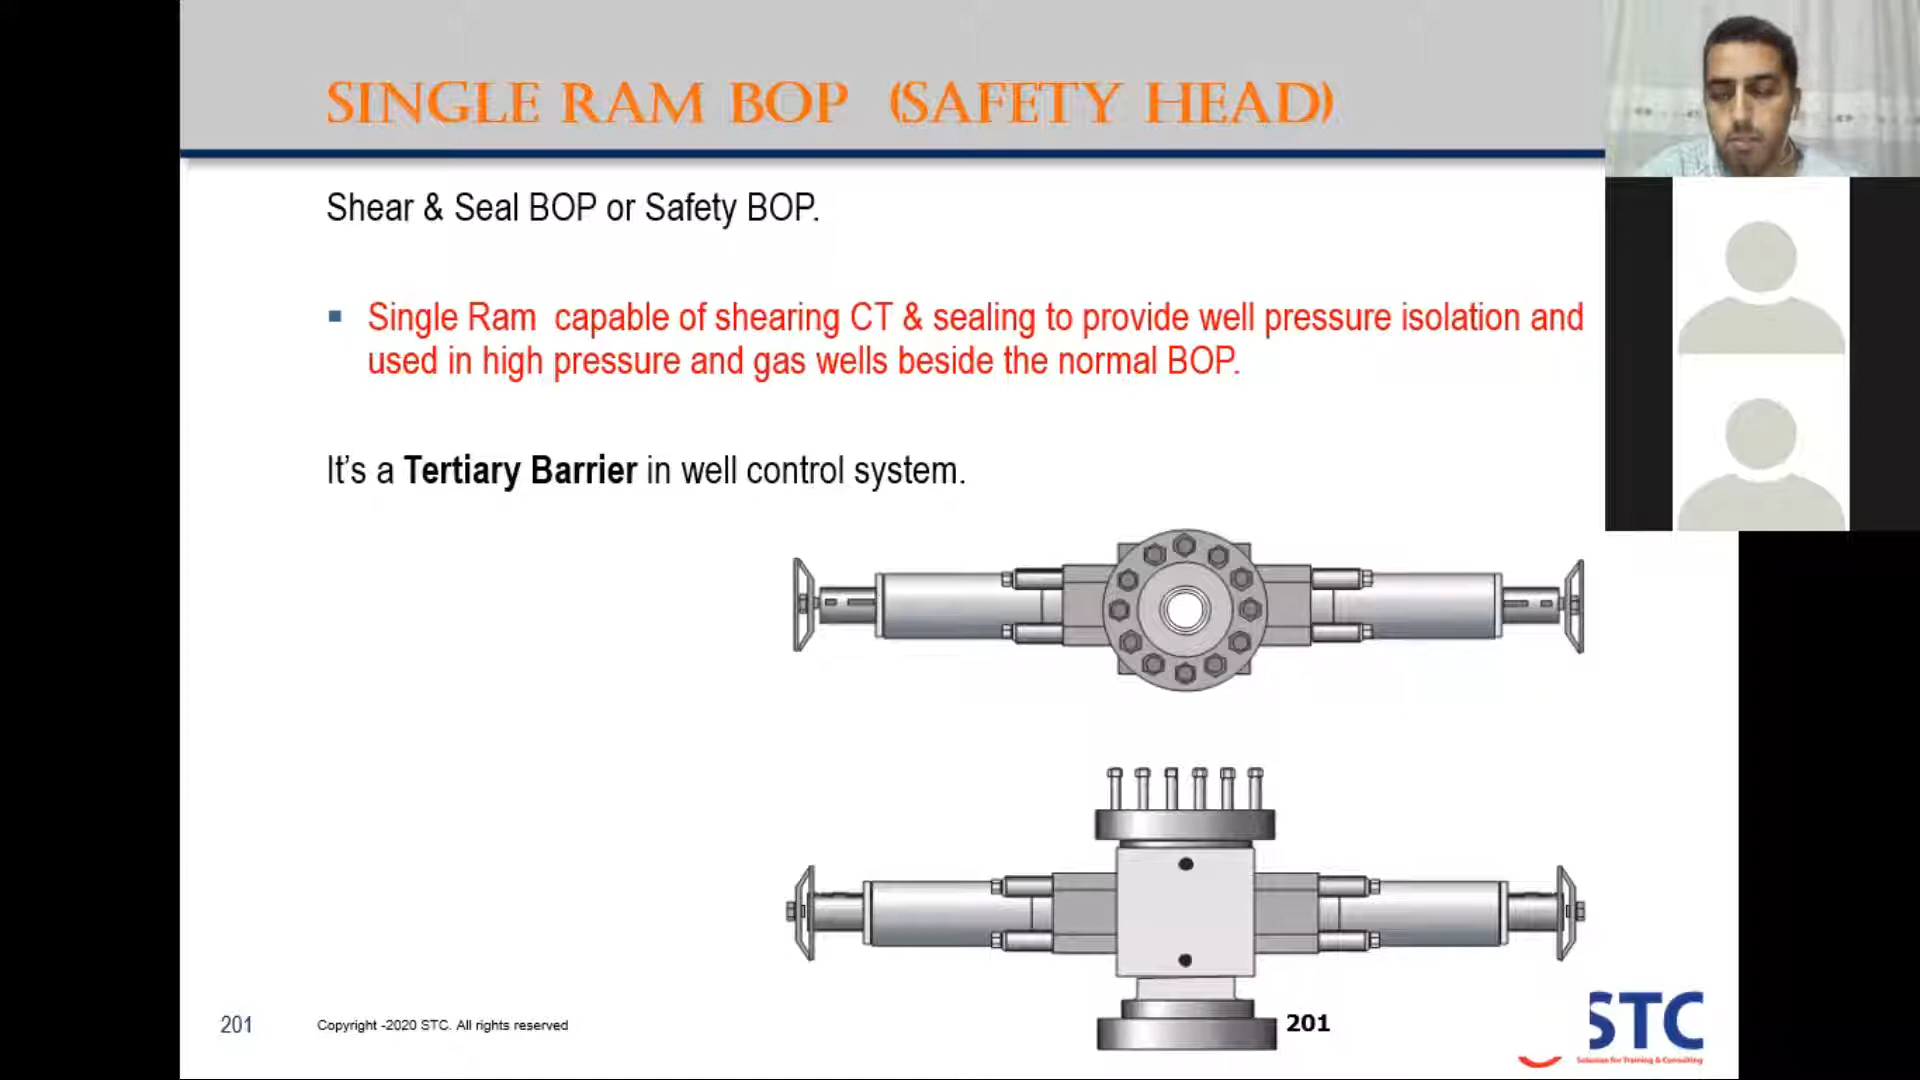 SINGLE RAM BOP (SAFETY HEAD)
Shear & Seal BOP or Safety BOP.
Single Ram capable of shearing CT & sealing to provide well pressure isolation and
used in high pressure and gas wells beside the normal BOP.
It's a Tertiary Barrier in well control system.
201
Copyright -2020 STC. All rights reserved
201
STC
Solution for Training & Consulting